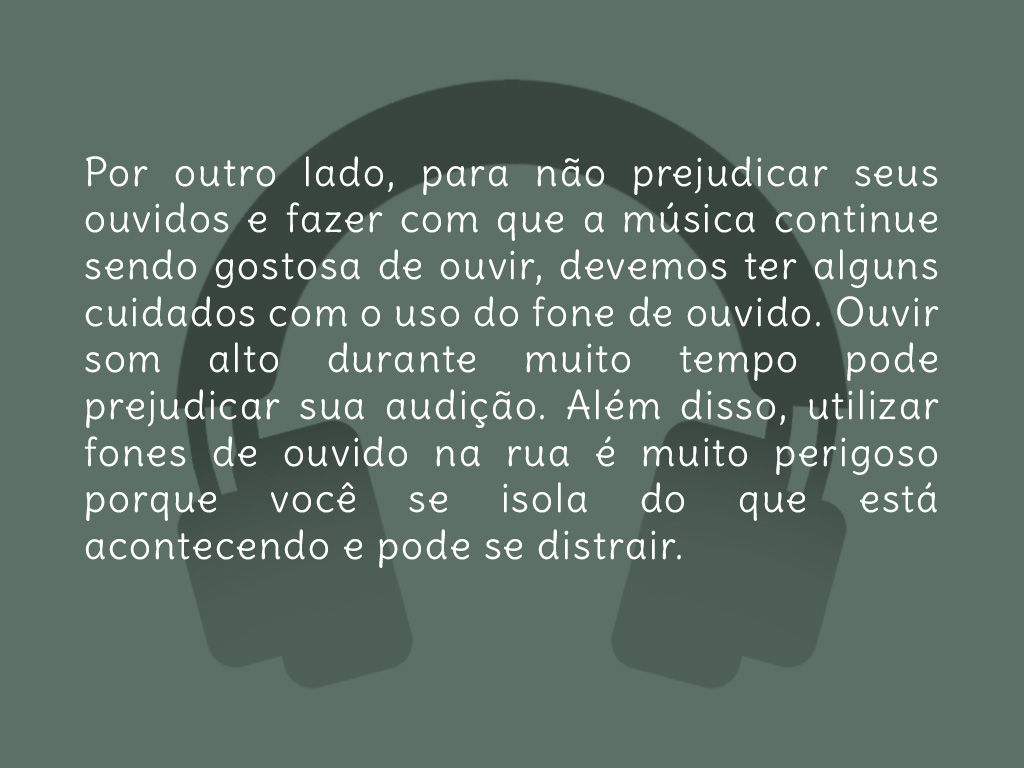 Por outro lado, para não prejudicar seus
ouvidos e fazer com que a música continue
sendo gostosa de ouvir, devemos ter alguns
cuidados com o uso do fone de ouvido. Ouvir
som alto durante muito tempo pode
prejudicar sua audição. Além disso, utilizar
fones de ouvido na rua é muito perigoso
porque você se isola do que está
acontecendo e pode se distrair.